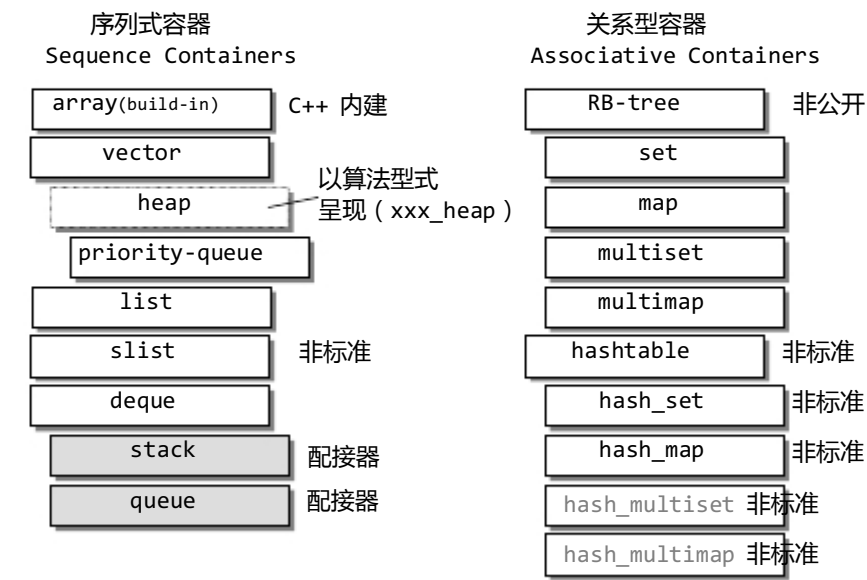 序列式容器
Sequence Containers
array(build-in)
C++ 内建
vector
heap
以算法型式
呈现（xxx_heap）
priority-queue
list
slist
非标准
deque
stack
配接器
queue
配接器
关系型容器
Associative Containers
RB-tree
非公开
set
map
multiset
multimap
hashtable
非标准
hash_set
非标准
hash_map
非标准
hash_multiset
非标准
hash_multimap
非标准